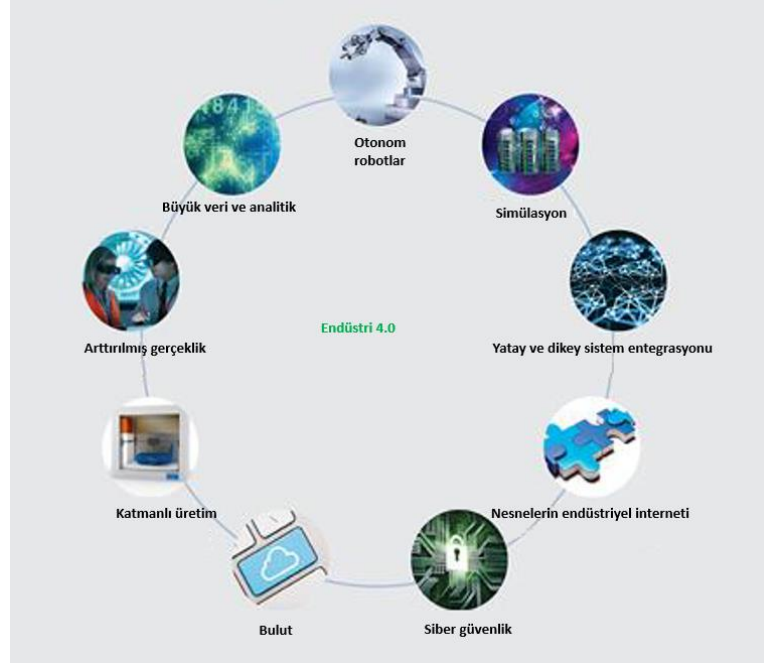 Otonom
robotlar
Büyük veri ve analitik
Simülasyon
Endüstri 4.0
Arttırılmış gerçeklik
Yatay ve dikey sistem entegrasyonu
Katmanlı üretim
Nesnelerin endüstriyel interneti
Bulut
Siber güvenlik